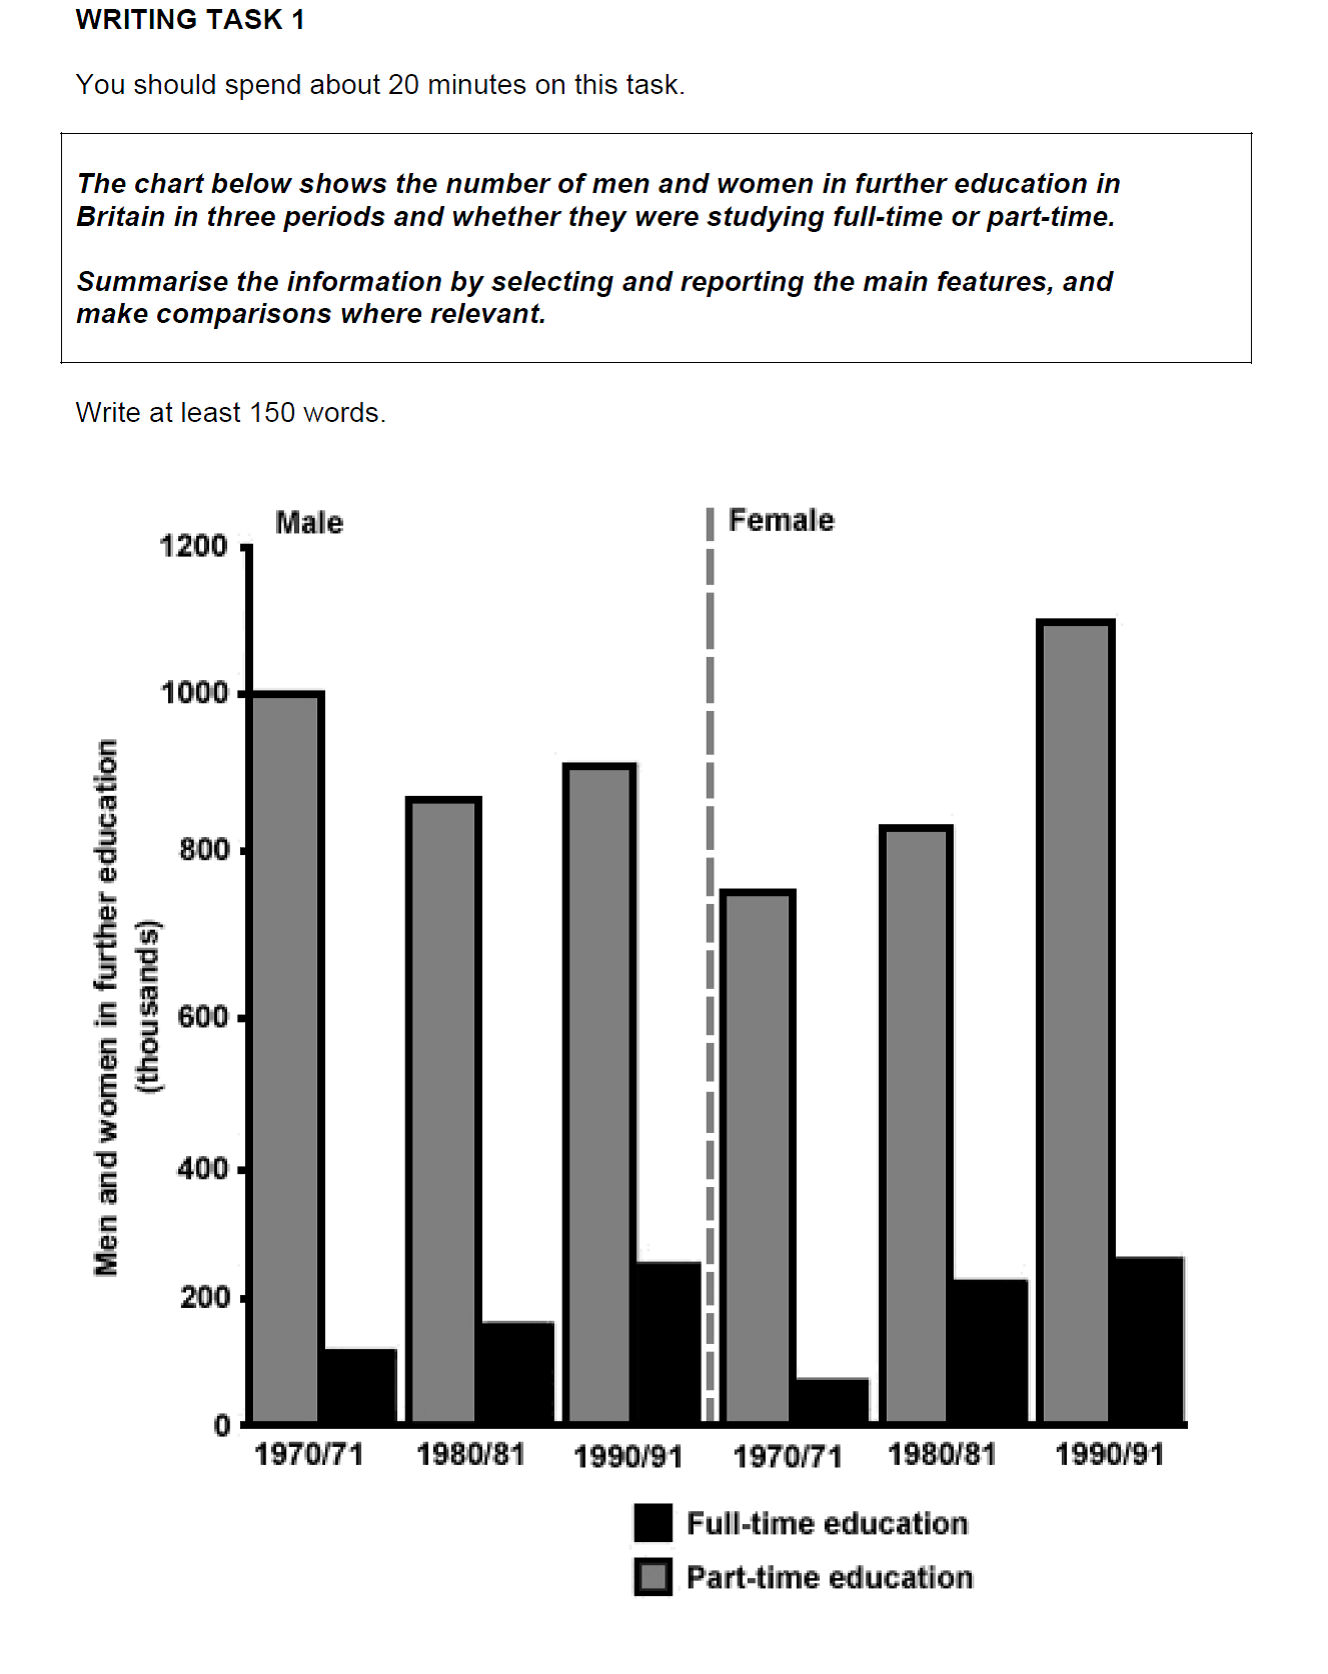 WRITING TASK 1
You should spend about 20 minutes on this task.
The chart below shows the number of men and women in further education in
Britain in three periods and whether they were studying full-time or part-time.
Summarise the information by selecting and reporting the main features, and
make comparisons where relevant.
Write at least 150 words.
Male
Female
1200
1000
800
600
400
200
0
Men and women in further education
(thousands)
1970/71
1980/81
1990/91
1970/71
1980/81
1990/91
Full-time education
Part-time education